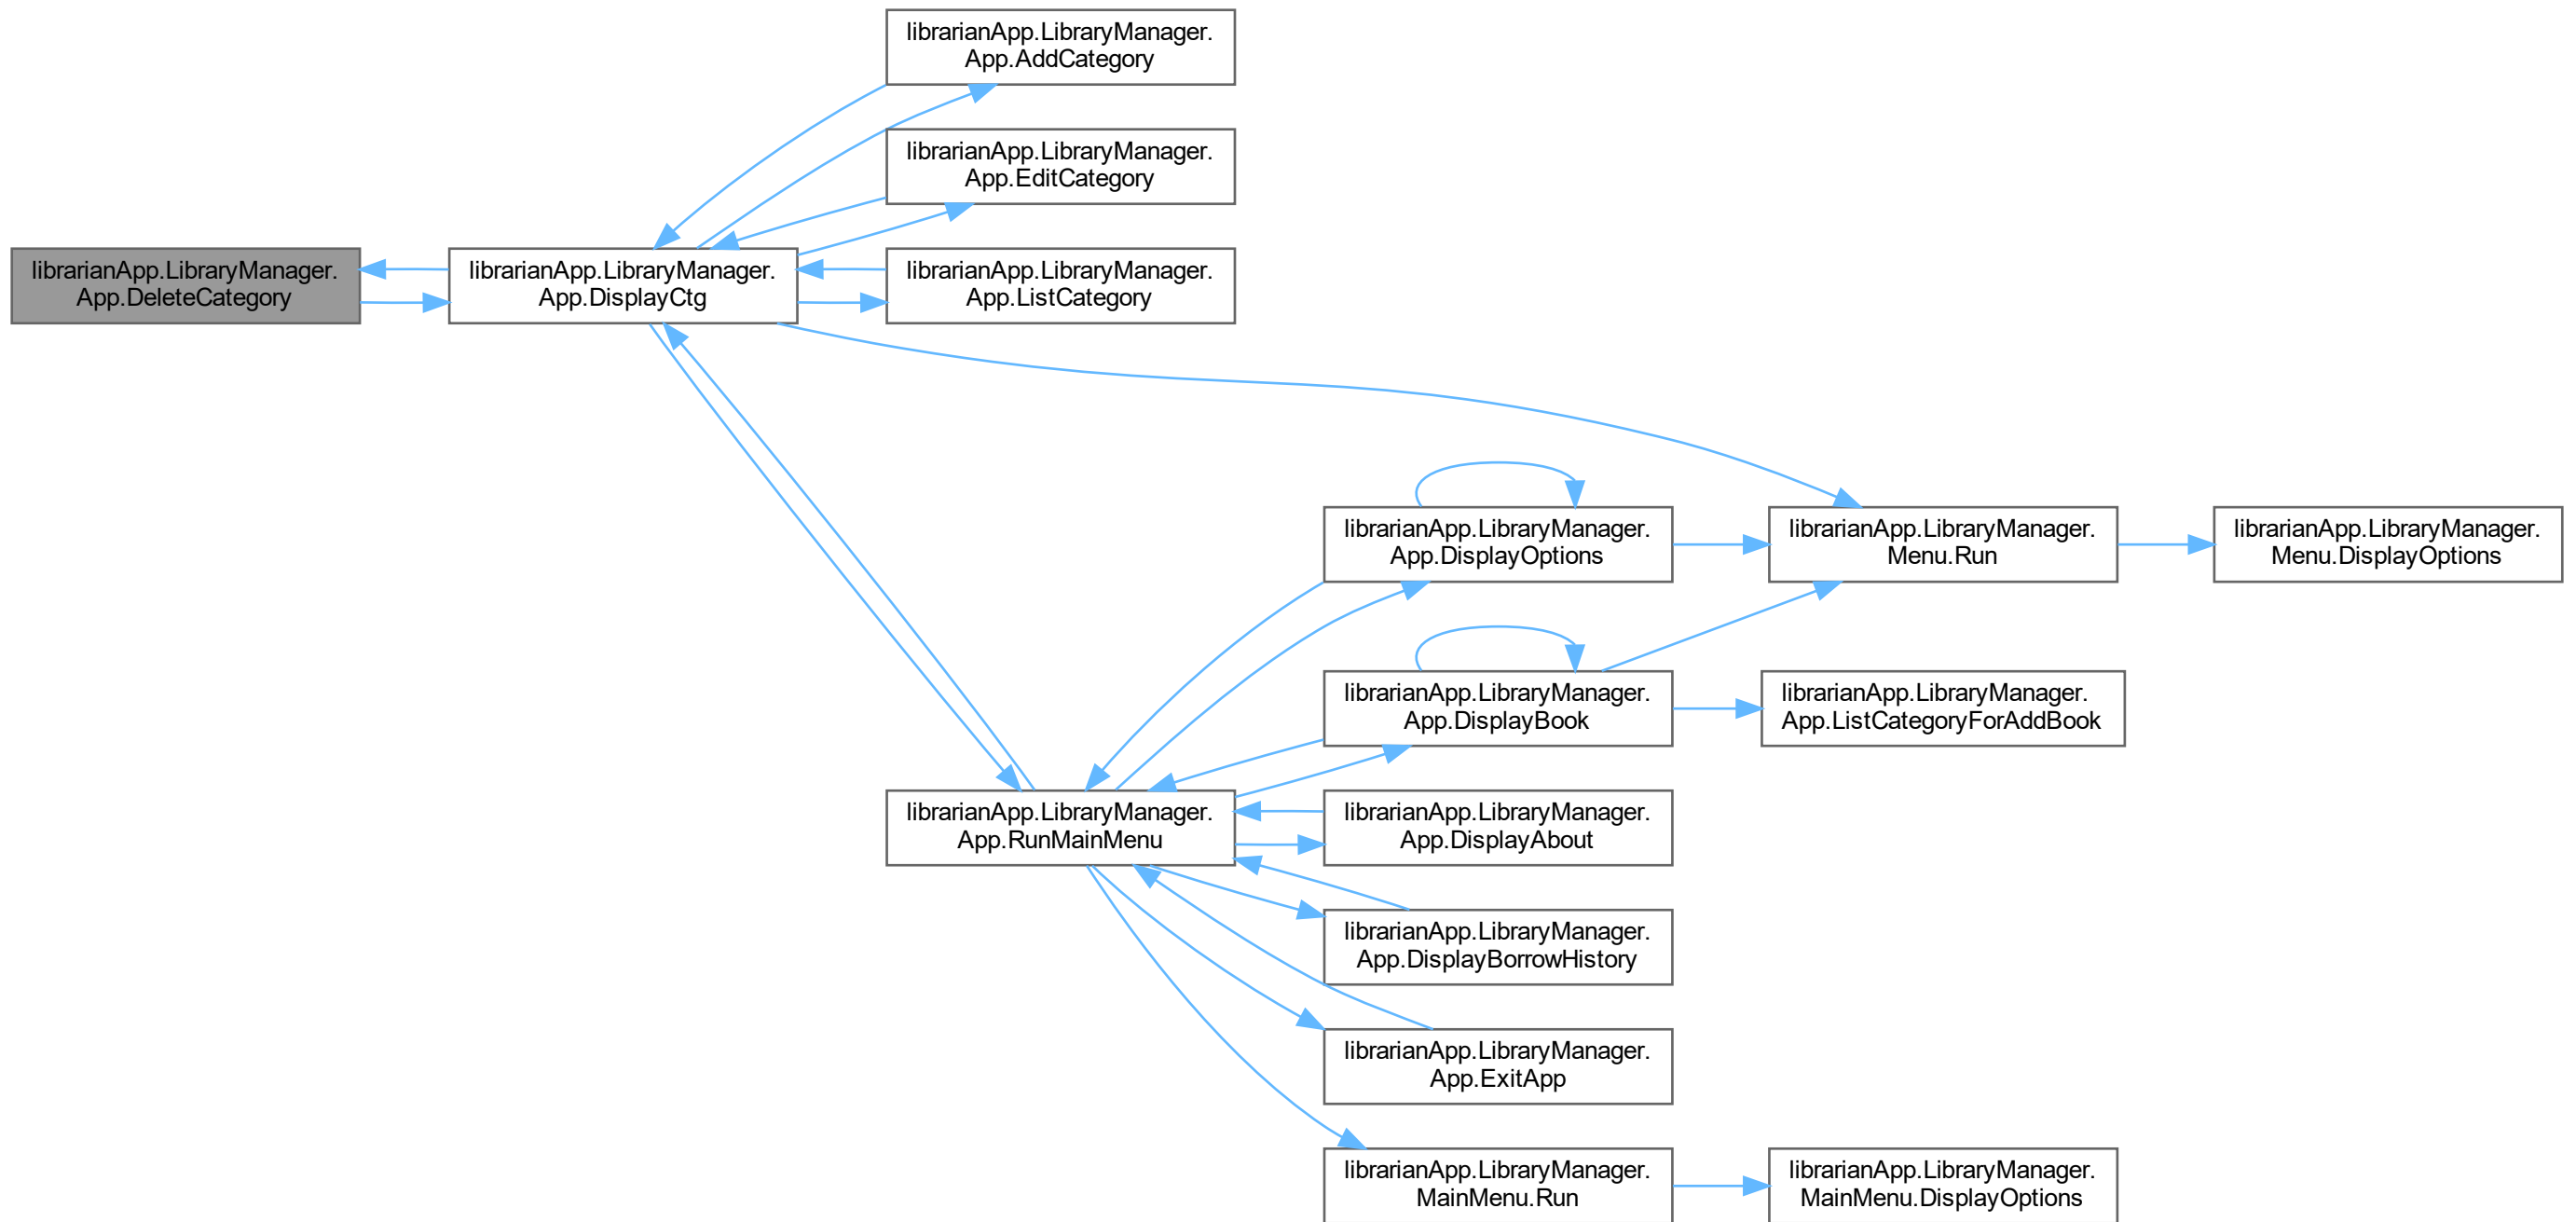 librarianApp.LibraryManager.
App.AddCategory
librarianApp.LibraryManager.
App.EditCategory
librarianApp.LibraryManager.
App.DeleteCategory
librarianApp.LibraryManager.
App.DisplayCtg
librarianApp.LibraryManager.
App.ListCategory
librarianApp.LibraryManager.
App.DisplayOptions
librarianApp.LibraryManager.
Menu.Run
librarianApp.LibraryManager.
Menu.DisplayOptions
librarianApp.LibraryManager.
App.DisplayBook
librarianApp.LibraryManager.
App.ListCategoryForAddBook
librarianApp.LibraryManager.
App.RunMainMenu
librarianApp.LibraryManager.
App.DisplayAbout
librarianApp.LibraryManager.
App.DisplayBorrowHistory
librarianApp.LibraryManager.
App.ExitApp
librarianApp.LibraryManager.
MainMenu.Run
librarianApp.LibraryManager.
MainMenu.DisplayOptions